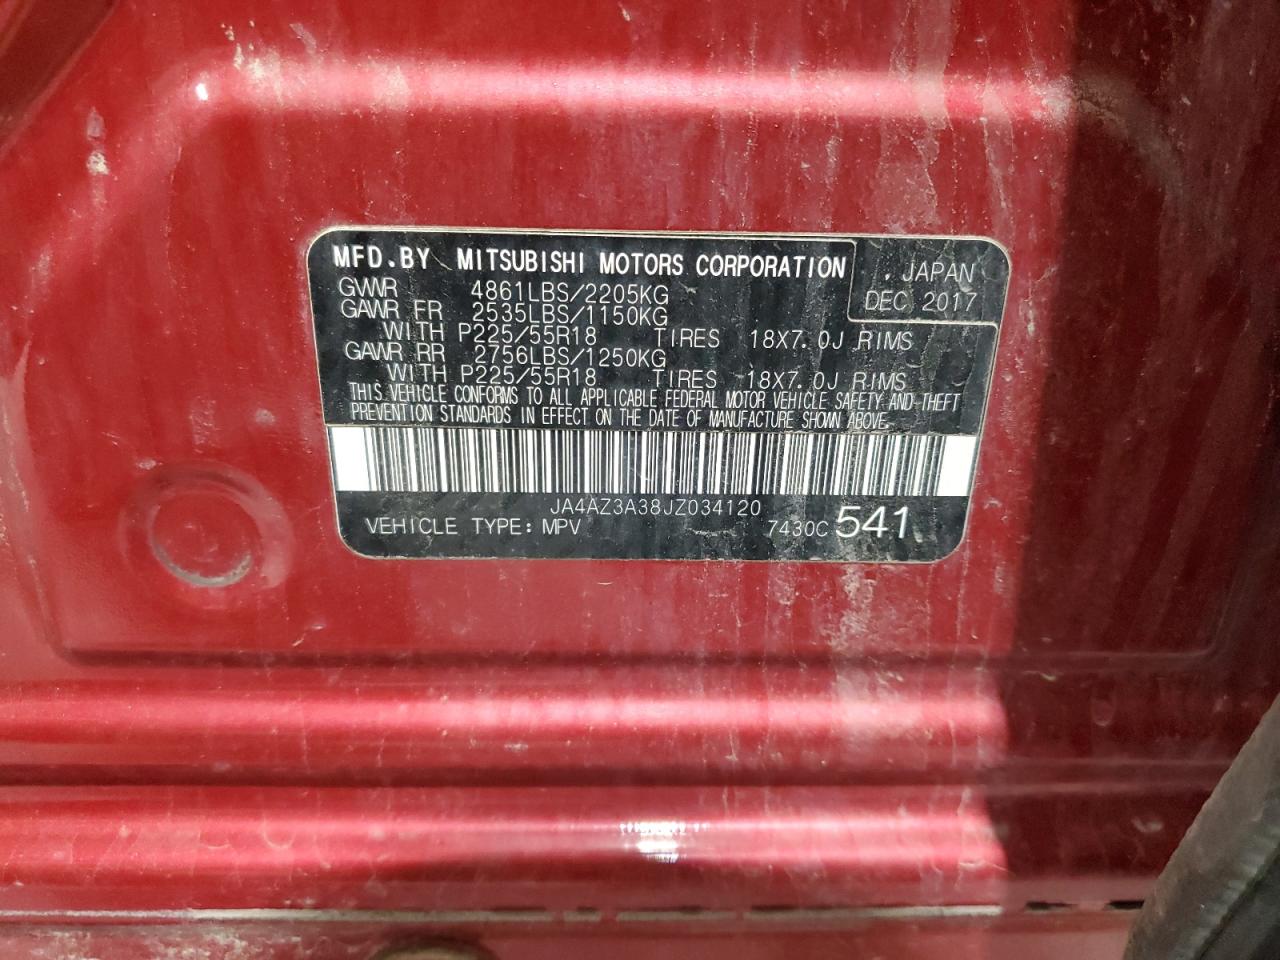 MFD.BY MITSUBISHI MOTORS CORPORATION
JAPAN
DEC, 2017
GVWR 4861LBS/2205KG
GAWR FR 2535LBS/1150KG
WITH P225/55R18 TIRES 18X7.0J RIMS
GAWR RR 2756LBS/1250KG
WITH P225/55R18 TIRES 18X7.0J RIMS
THIS VEHICLE CONFORMS TO ALL APPLICABLE FEDERAL MOTOR VEHICLE SAFETY AND THEFT
PREVENTION STANDARDS IN EFFECT ON THE DATE OF MANUFACTURE SHOWN ABOVE.
JA4AZ3A38JZ034120
VEHICLE TYPE: MPV 7430C 541